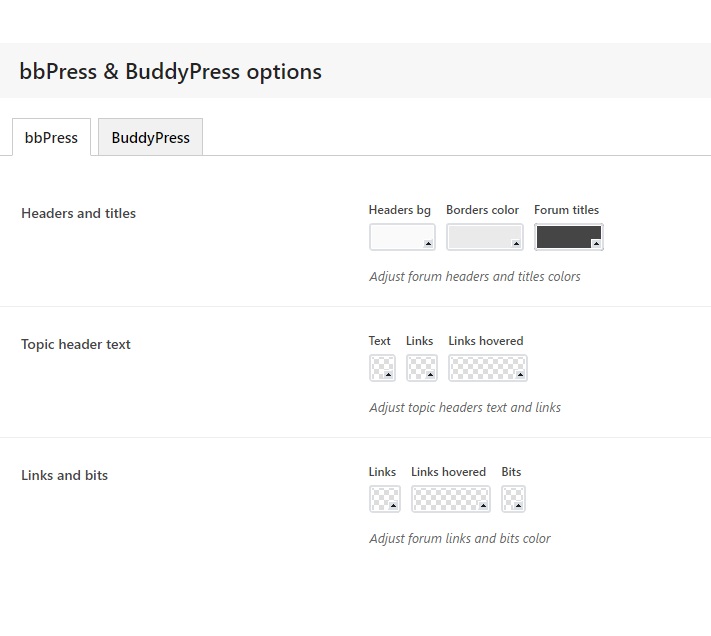 bbPress & BuddyPress options
bbPress BuddyPress
Headers and titles
Headers bg Borders color Forum titles
Adjust forum headers and titles colors
Topic header text
Text Links Links hovered
Adjust topic headers text and links
Links and bits
Links Links hovered Bits
Adjust forum links and bits color